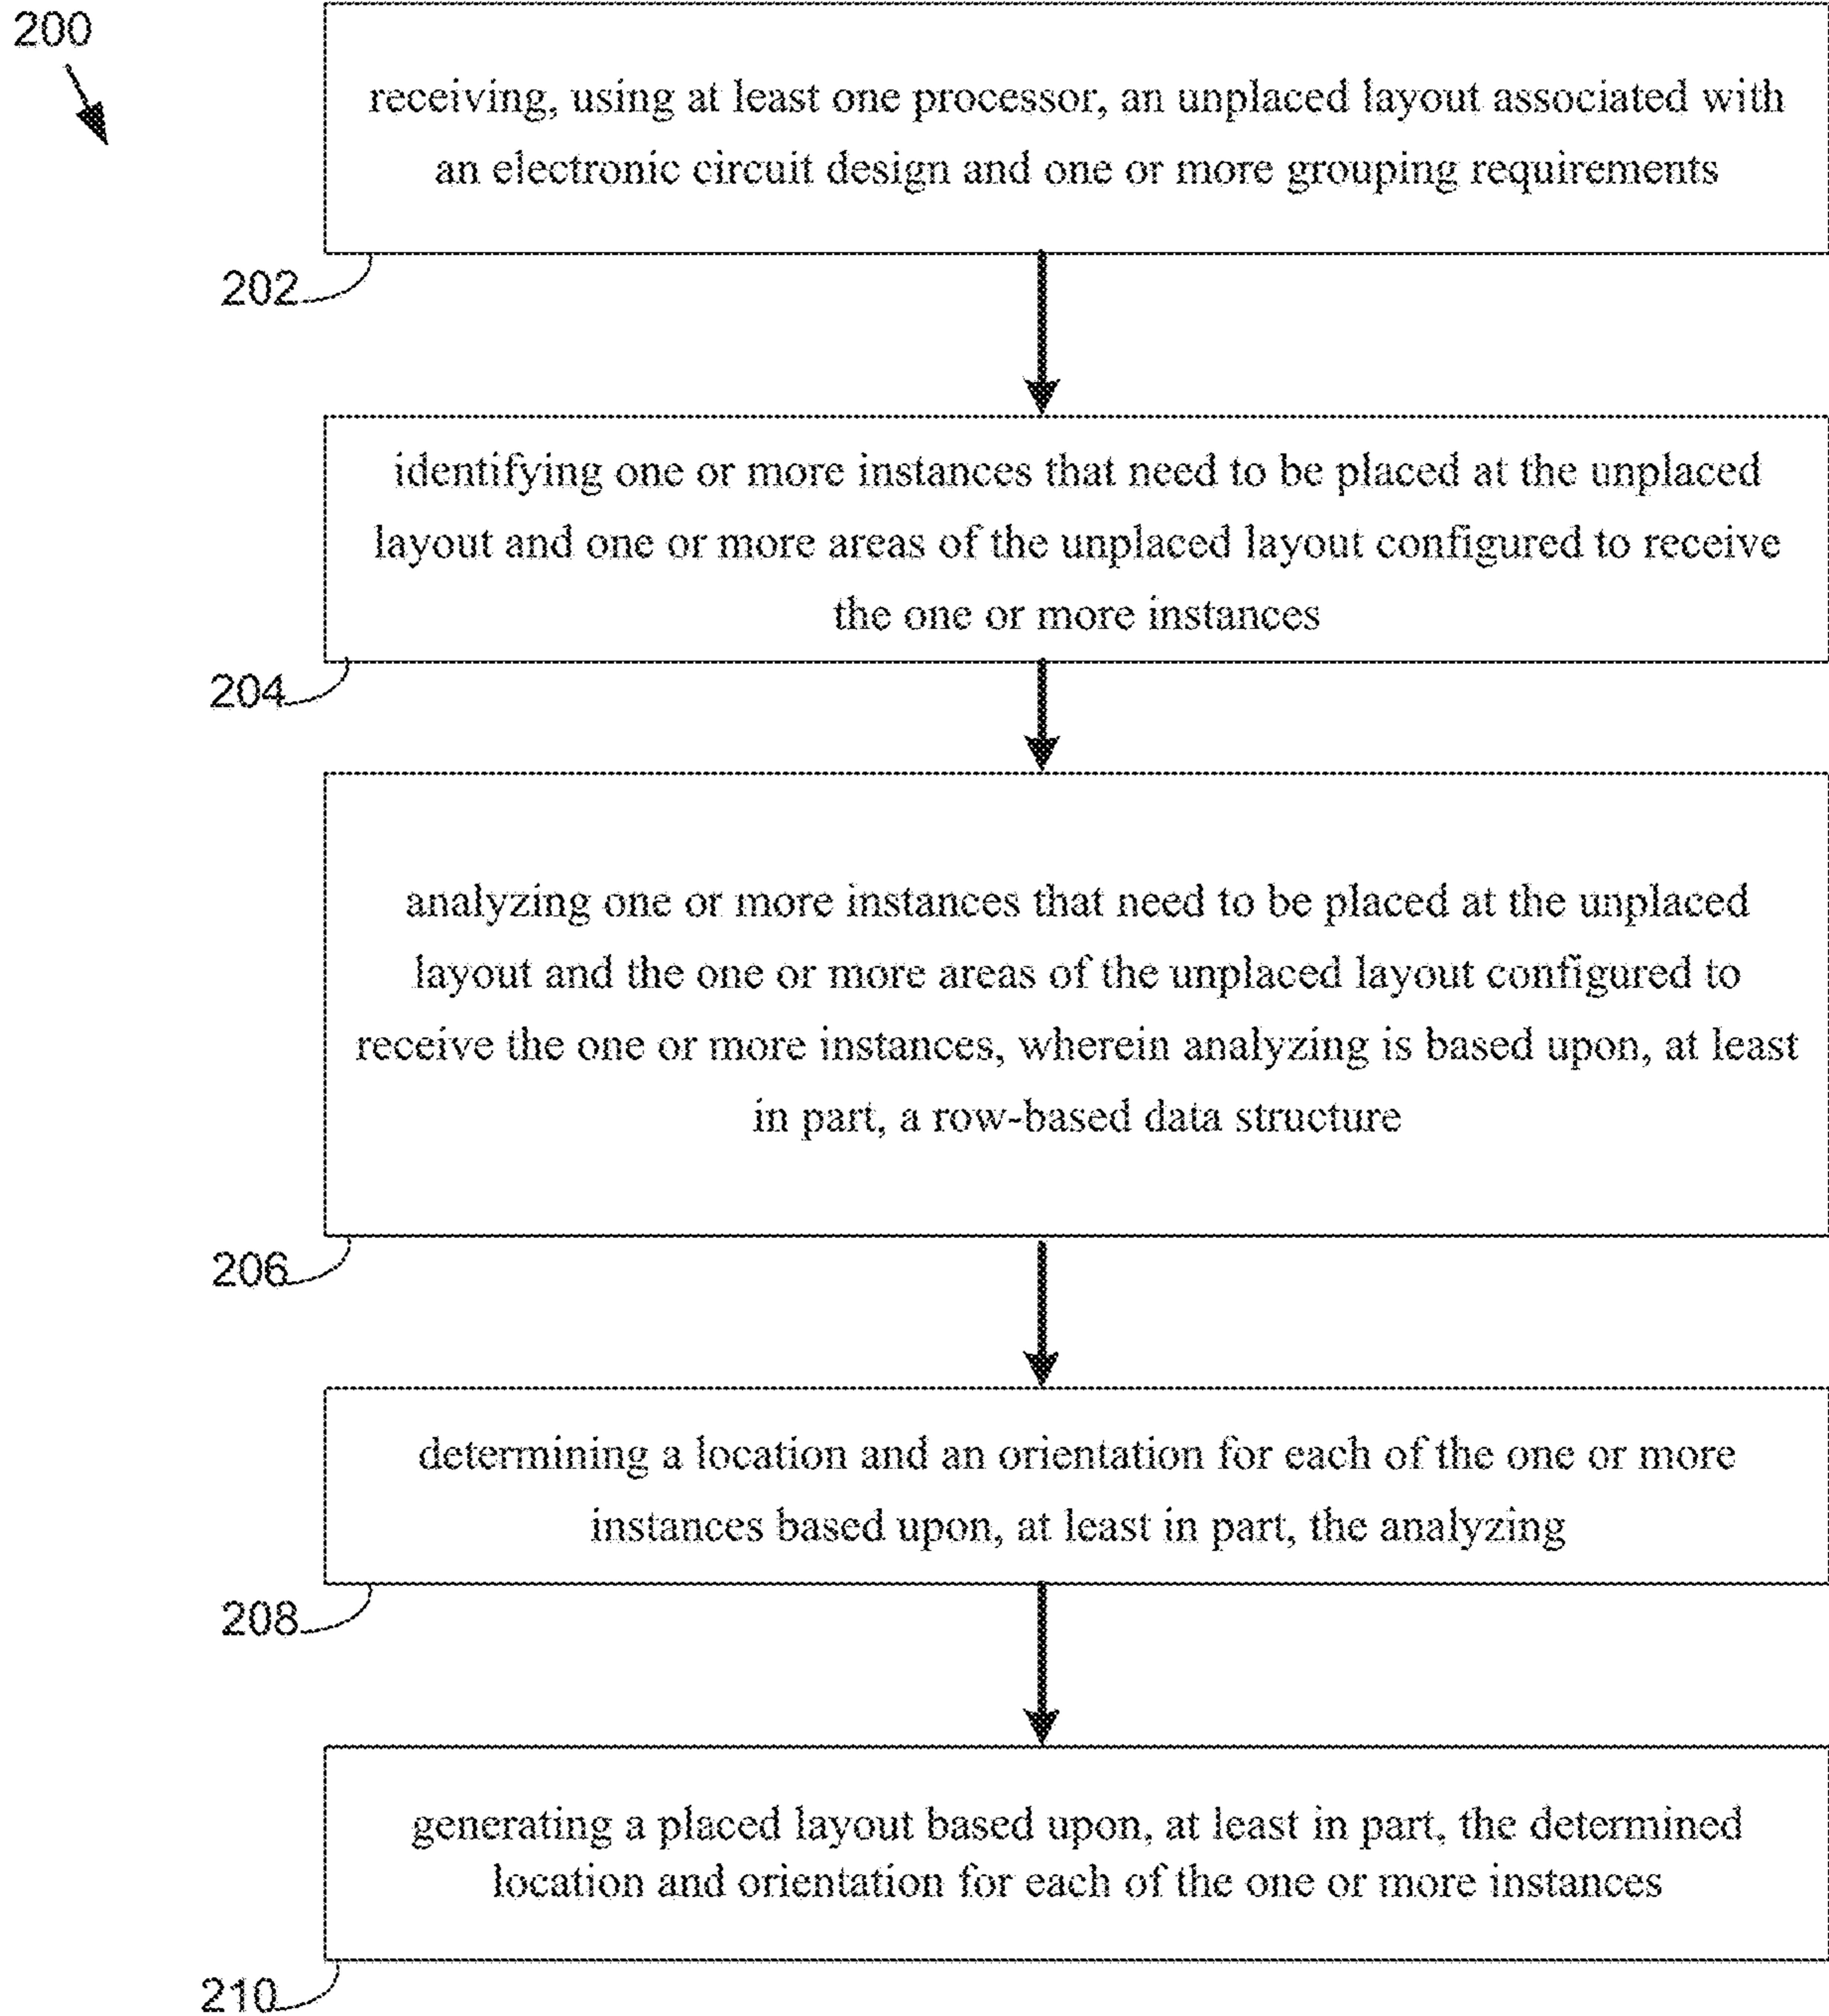 200
receiving, using at least one processor, an unplaced layout associated with
an electronic circuit design and one or more grouping requirements
202
identifying one or more instances that need to be placed at the unplaced
layout and one or more areas of the unplaced layout configured to receive
the one or more instances
204
analyzing one or more instances that need to be placed at the unplaced
layout and the one or more areas of the unplaced layout configured to
receive the one or more instances, wherein analyzing is based upon, at least
in part, a row-based data structure
206
determining a location and an orientation for each of the one or more
instances based upon, at least in part, the analyzing
208
generating a placed layout based upon, at least in part, the determined
location and orientation for each of the one or more instances
210